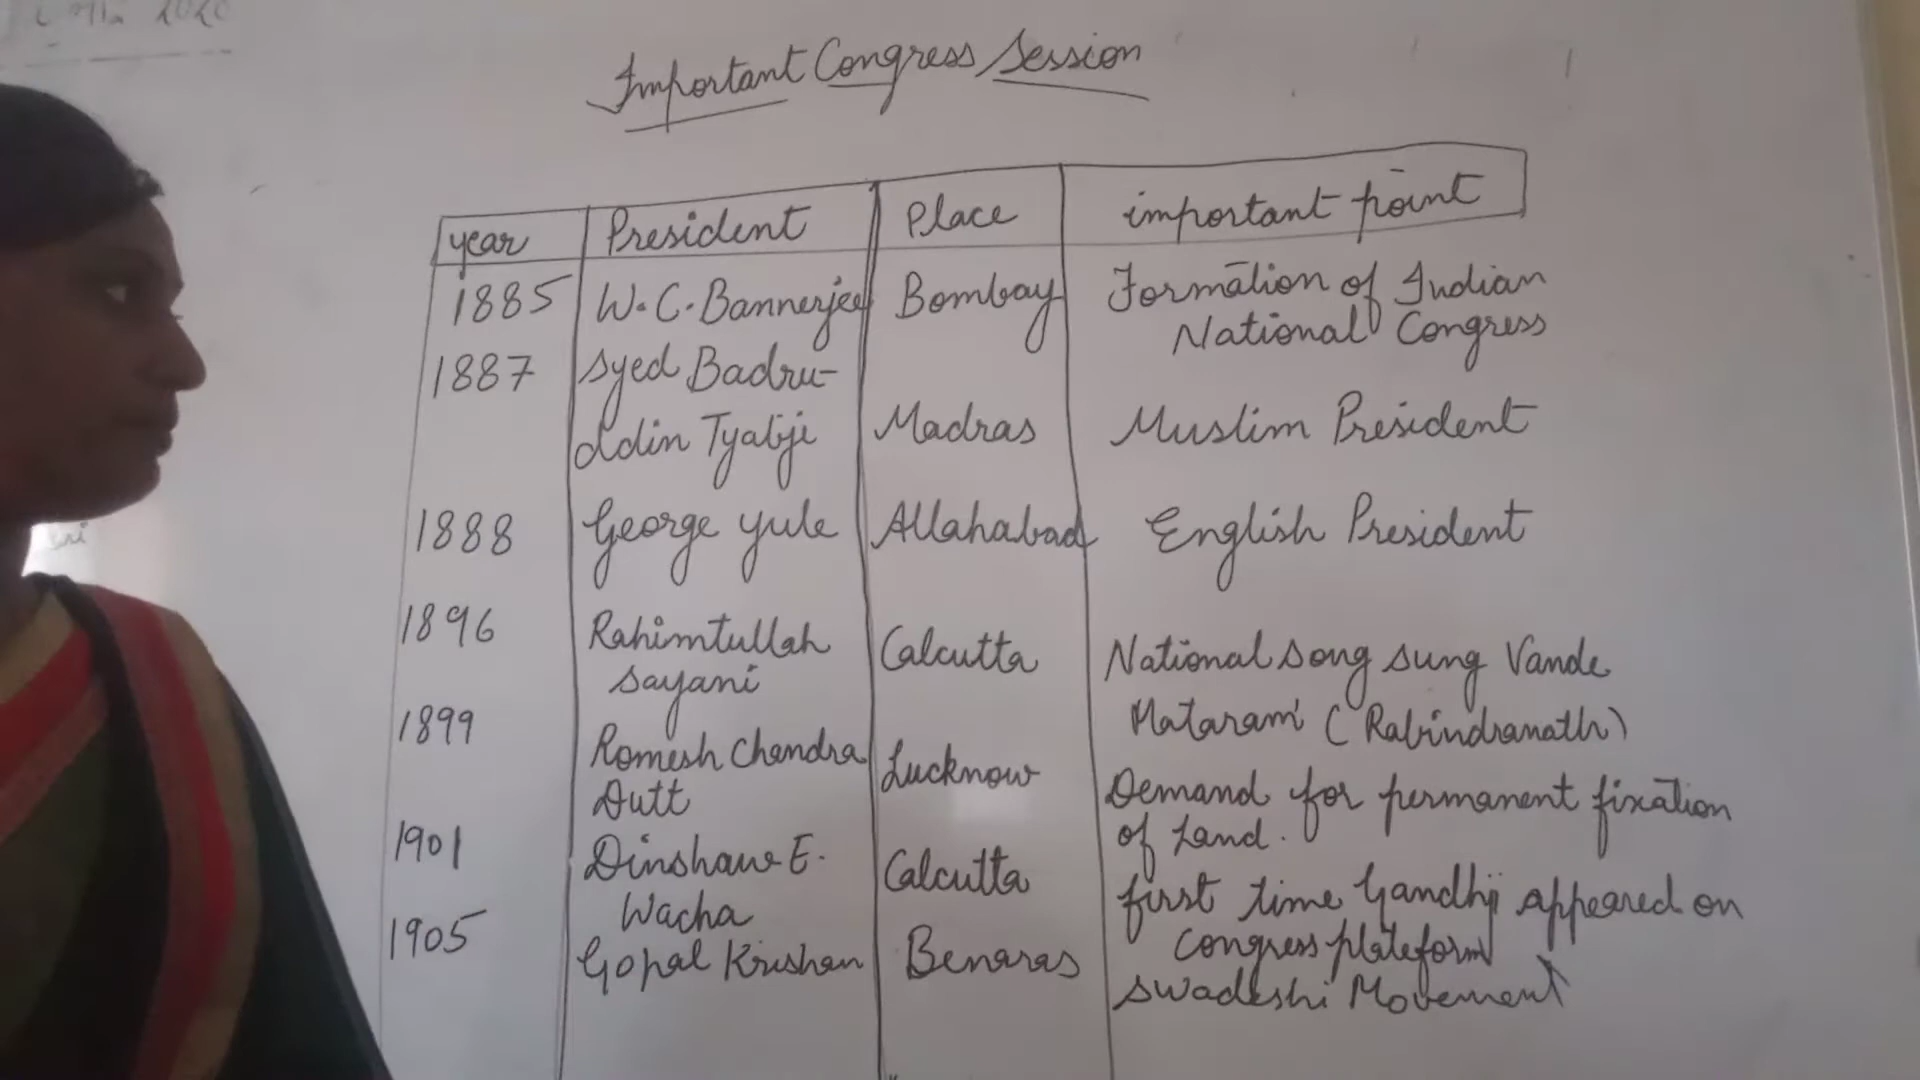 2020
Important Congress Session
year President Place important point
1885 W.C. Bannerjee Bombay Formation of Indian
National Congress
1887 Syed Badru-
ddin Tyabji Madras Muslim President
1888 George yule Allahabad English President
1896 Rahimtullah Calcutta National song sung Vande
Sayani Mataram (Rabindranath)
1899 Romesh Chandra Lucknow Demand for permanent fixation
Dutt of Land.
1901 Dinshaw E. Calcutta first time Gandhiji appeared on
Wacha congress plateform
1905 Gopal Krishan Benaras Swadeshi Movement